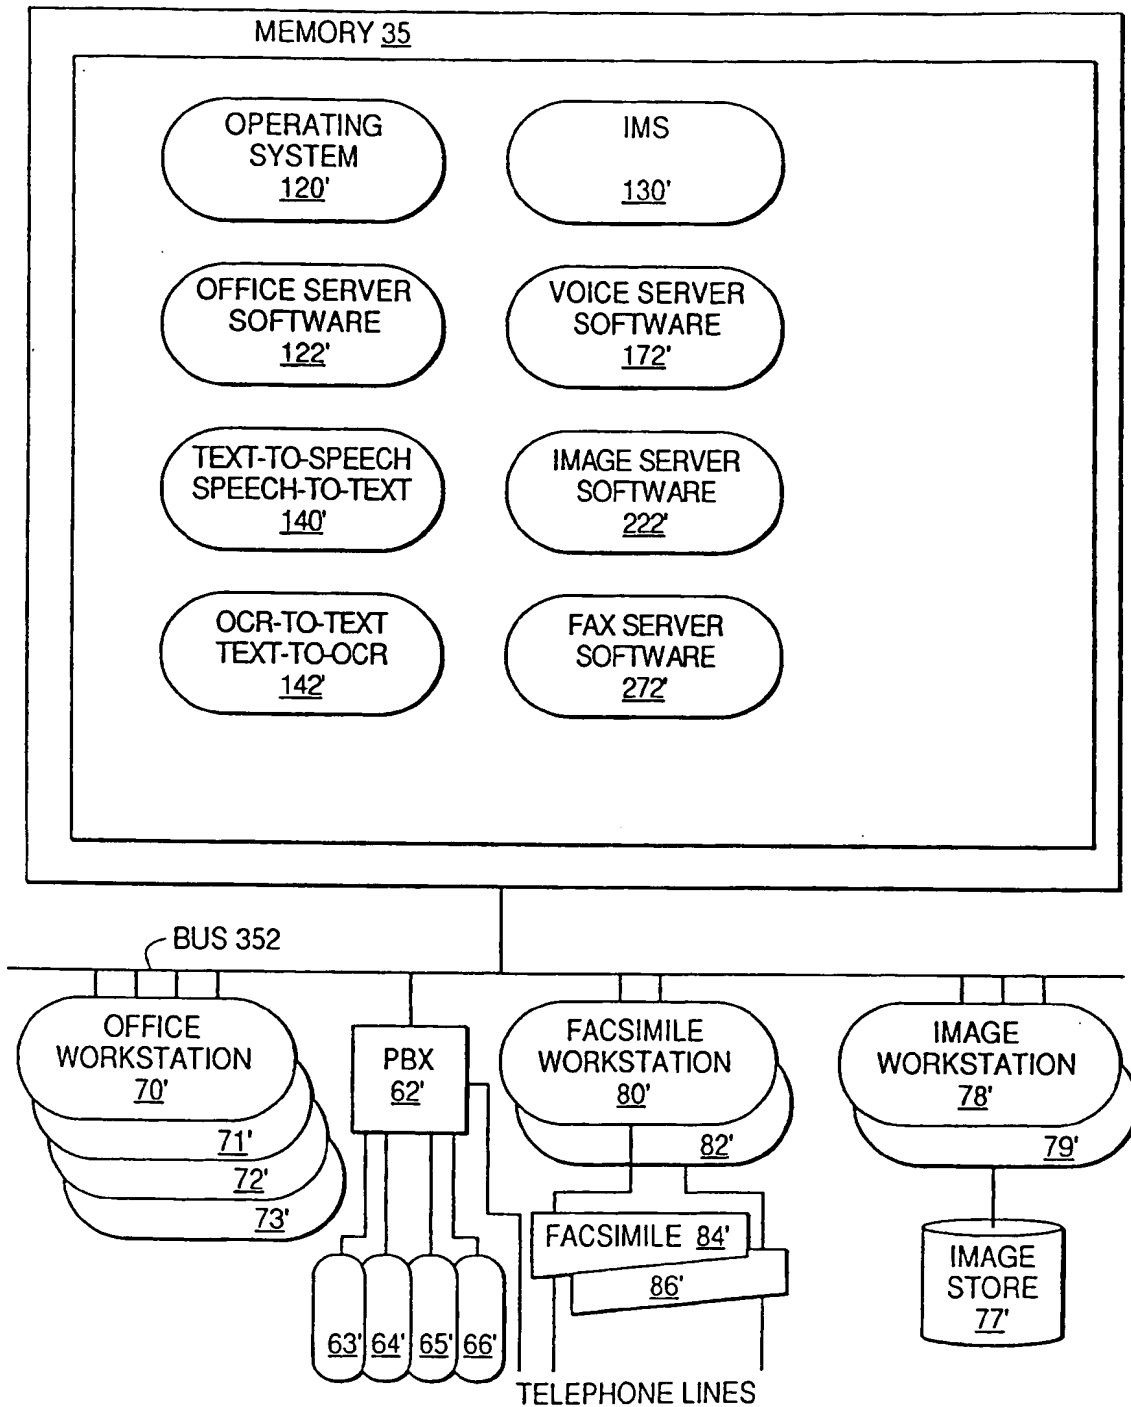 MEMORY 35
OPERATING
SYSTEM
120'
IMS
130'
OFFICE SERVER
SOFTWARE
122'
VOICE SERVER
SOFTWARE
172'
TEXT-TO-SPEECH
SPEECH-TO-TEXT
140'
IMAGE SERVER
SOFTWARE
222'
OCR-TO-TEXT
TEXT-TO-OCR
142'
FAX SERVER
SOFTWARE
272'
BUS 352
OFFICE
WORKSTATION
70'
71'
72'
73'
PBX
62'
63'
64'
65'
66'
FACSIMILE
WORKSTATION
80'
82'
FACSIMILE 84'
86'
TELEPHONE LINES
IMAGE
WORKSTATION
78'
79'
IMAGE
STORE
77'